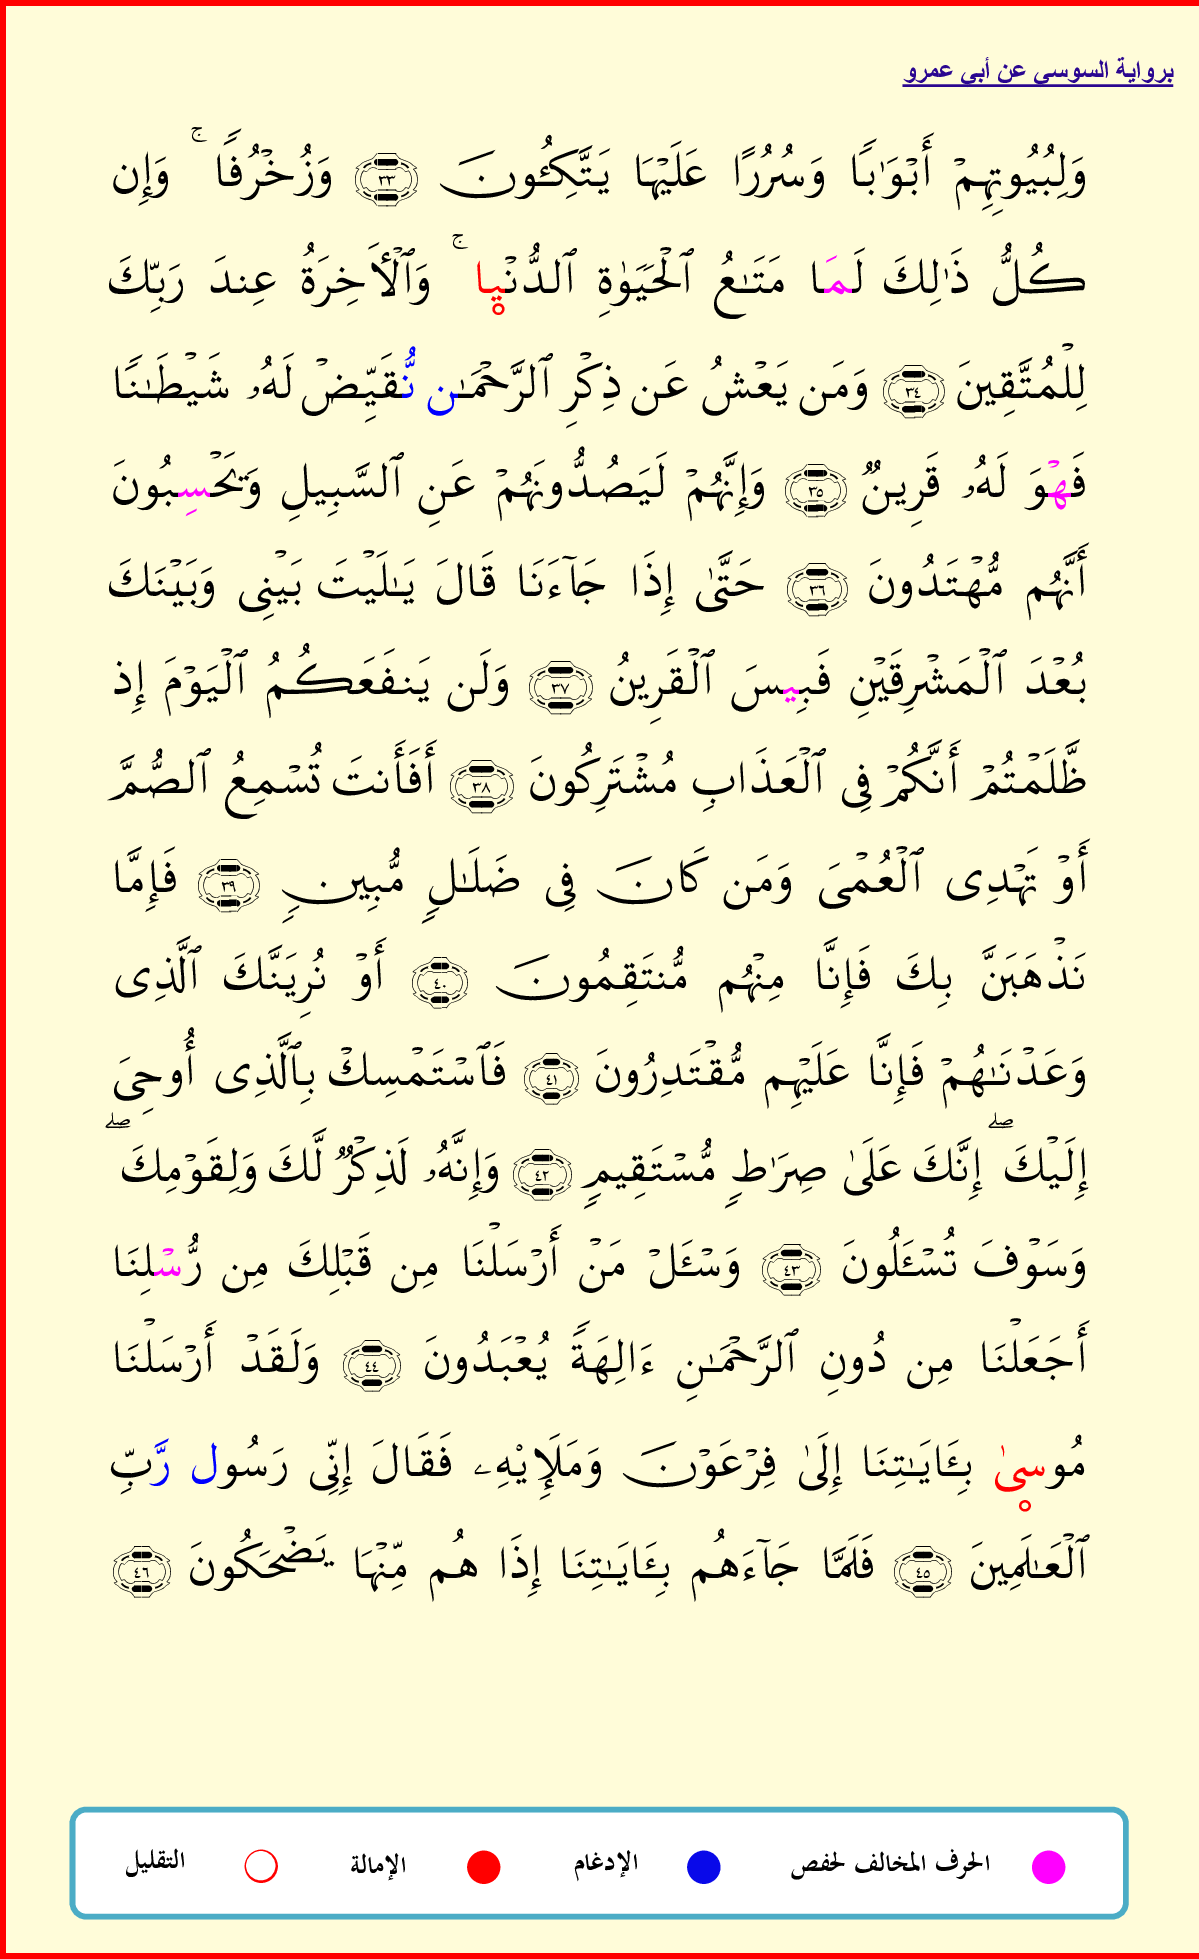 برواية السوسي عن أبي عمرو
وَلِبُيُوتِهِمۡ أَبۡوَٰبٗا وَسُرُرًا عَلَيۡهَا يَتَّكِـُٔونَ ٣٣ وَزُخۡرُفٗاۚ وَإِن
كُلُّ ذَٰلِكَ لَمَا مَتَٰعُ ٱلۡحَيَوٰةِ ٱلدُّنۡيٜاۚ وَٱلۡأٓخِرَةُ عِندَ رَبِّكَ
لِلۡمُتَّقِينَ ٣٤ وَمَن يَعۡشُ عَن ذِكۡرِ ٱلرَّحۡمَٰن نُّقَيِّضۡ لَهُۥ شَيۡطَٰنٗا
فَهۡوَ لَهُۥ قَرِينٞ ٣٥ وَإِنَّهُمۡ لَيَصُدُّونَهُمۡ عَنِ ٱلسَّبِيلِ وَيَحۡسِبُونَ
أَنَّهُم مُّهۡتَدُونَ ٣٦ حَتَّىٰ إِذَا جَآءَنَا قَالَ يَٰلَيۡتَ بَيۡنِي وَبَيۡنَكَ
بُعۡدَ ٱلۡمَشۡرِقَيۡنِ فَبِيسَ ٱلۡقَرِينُ ٣٧ وَلَن يَنفَعَكُمُ ٱلۡيَوۡمَ إِذ
ظَّلَمۡتُمۡ أَنَّكُمۡ فِي ٱلۡعَذَابِ مُشۡتَرِكُونَ ٣٨ أَفَأَنتَ تُسۡمِعُ ٱلصُّمَّ
أَوۡ تَهۡدِي ٱلۡعُمۡيَ وَمَن كَانَ فِي ضَلَٰلٖ مُّبِينٖ ٣٩ فَإِمَّا
نَذۡهَبَنَّ بِكَ فَإِنَّا مِنۡهُم مُّنتَقِمُونَ ٤٠ أَوۡ نُرِيَنَّكَ ٱلَّذِي
وَعَدۡنَٰهُمۡ فَإِنَّا عَلَيۡهِم مُّقۡتَدِرُونَ ٤١ فَٱسۡتَمۡسِكۡ بِٱلَّذِيٓ أُوحِيَ
إِلَيۡكَۖ إِنَّكَ عَلَىٰ صِرَٰطٖ مُّسۡتَقِيمٖ ٤٢ وَإِنَّهُۥ لَذِكۡرٞ لَّكَ وَلِقَوۡمِكَۖ
وَسَوۡفَ تُسۡـَٔلُونَ ٤٣ وَسۡـَٔلۡ مَنۡ أَرۡسَلۡنَا مِن قَبۡلِكَ مِن رُّسۡلِنَا
أَجَعَلۡنَا مِن دُونِ ٱلرَّحۡمَٰنِ ءَالِهَةٗ يُعۡبَدُونَ ٤٤ وَلَقَدۡ أَرۡسَلۡنَا
مُوسٜىٰ بِـَٔايَٰتِنَا إِلَىٰ فِرۡعَوۡنَ وَمَلَإِيْهِۦ فَقَالَ إِنِّي رَسُول رَّبِّ
ٱلۡعَٰلَمِينَ ٤٥ فَلَمَّا جَآءَهُم بِـَٔايَٰتِنَا إِذَا هُم مِّنۡهَا يَضۡحَكُونَ ٤٦
الحرف المخالف لحفص الإدغام الإمالة التقليل